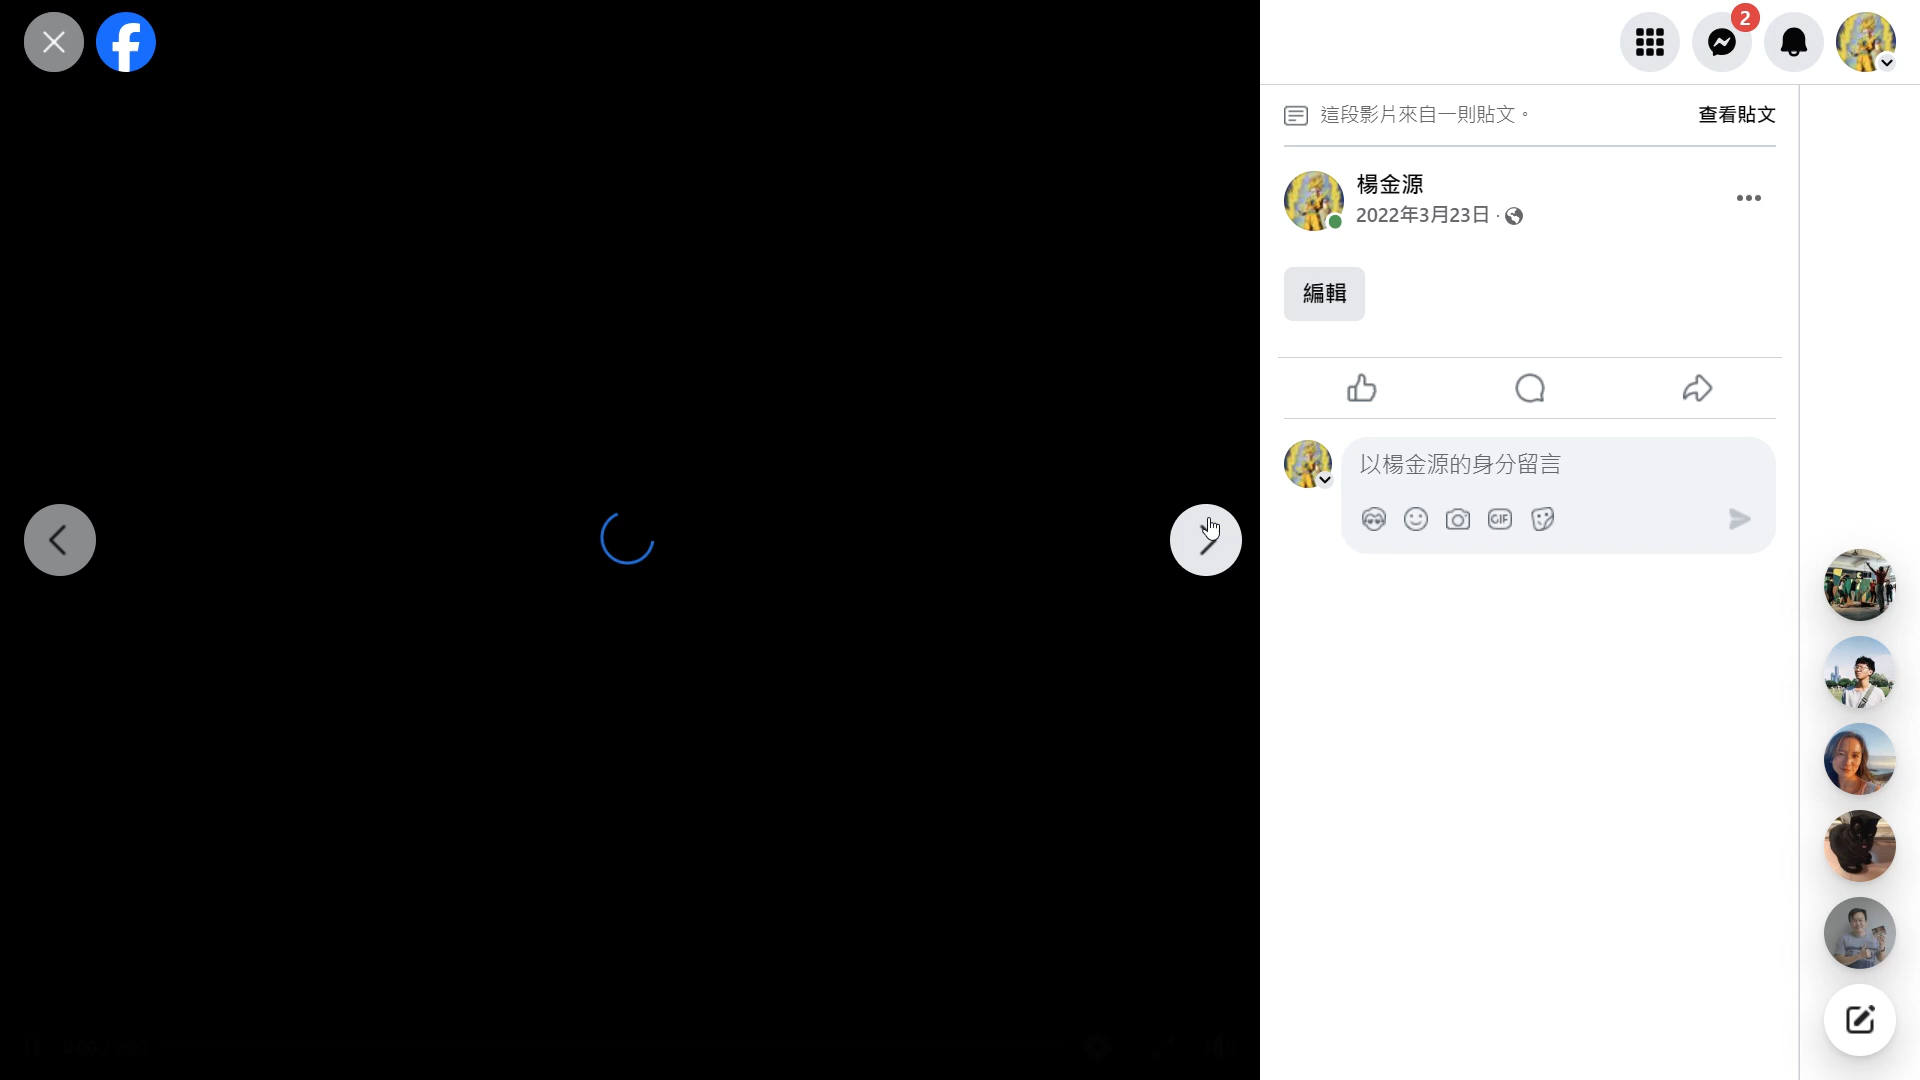 2
這段影片來自一則貼文。 查看貼文
楊金源
2022年3月23日 ·
編輯
以楊金源的身分留言
GIF